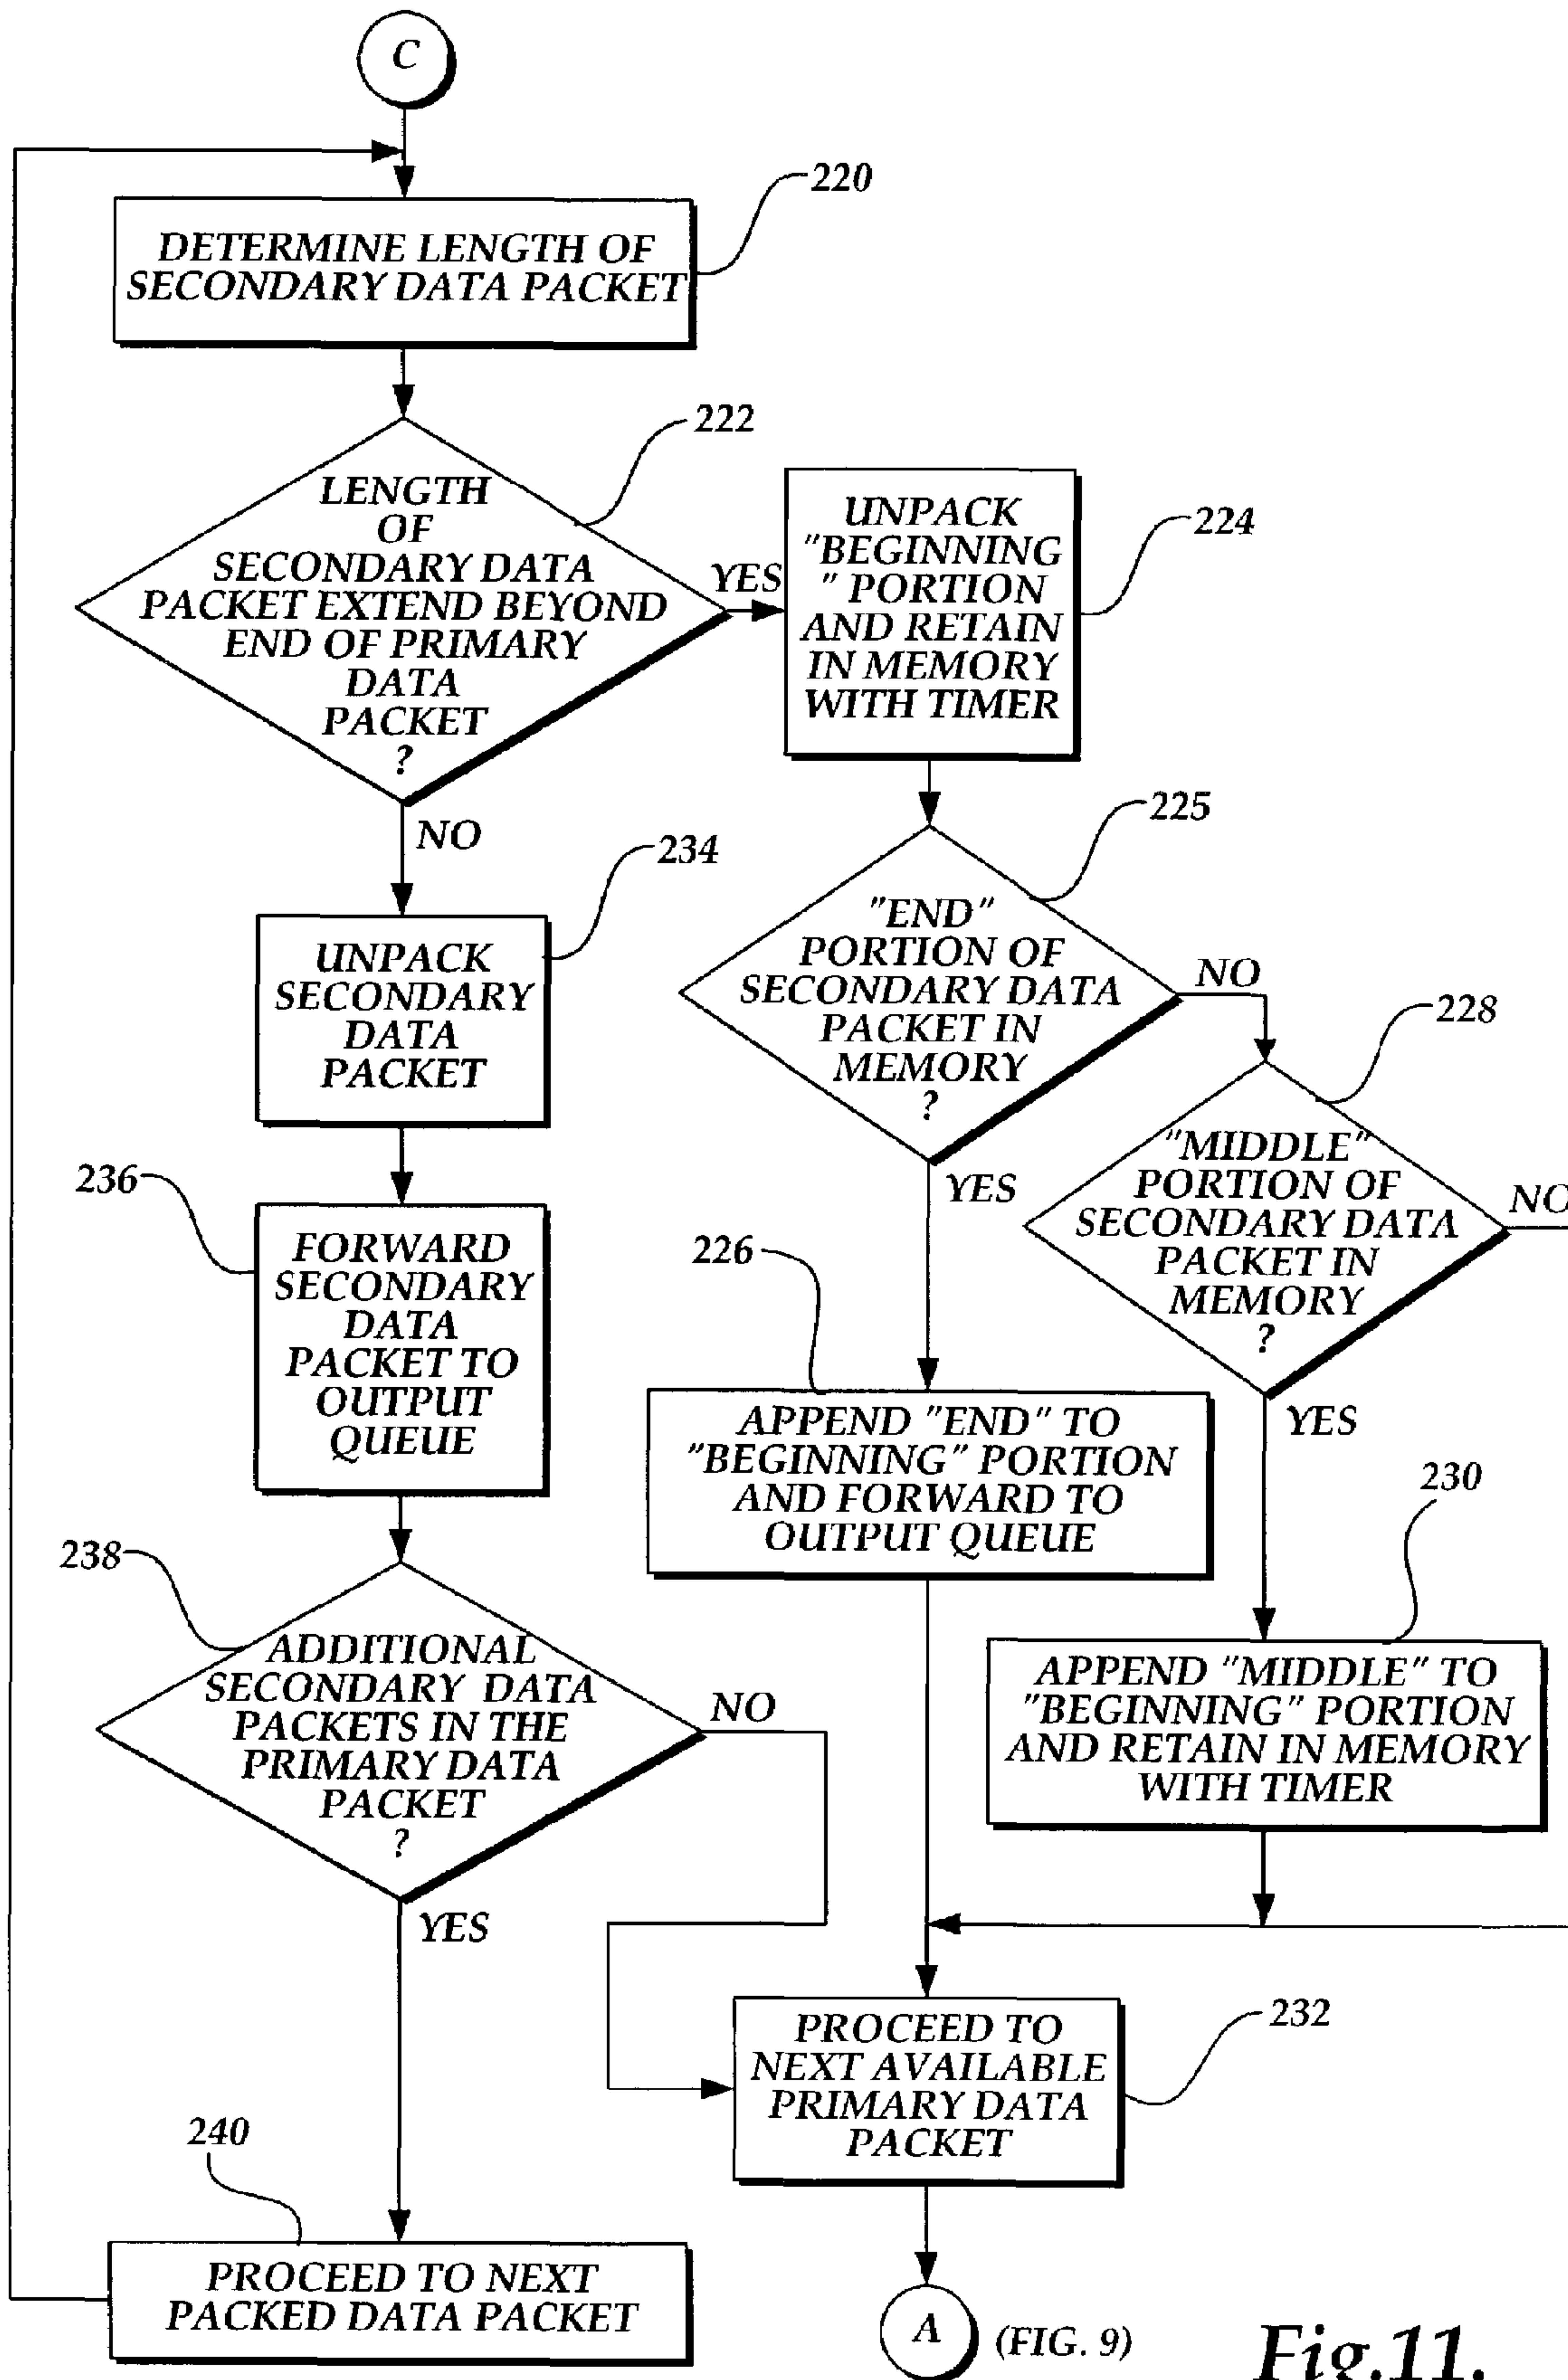 C
220
DETERMINE LENGTH OF
SECONDARY DATA PACKET
222
LENGTH
OF
SECONDARY DATA
PACKET EXTEND BEYOND
END OF PRIMARY
DATA
PACKET
?
YES
NO
224
UNPACK
"BEGINNING
" PORTION
AND RETAIN
IN MEMORY
WITH TIMER
225
"END"
PORTION OF
SECONDARY DATA
PACKET IN
MEMORY
?
NO
YES
228
"MIDDLE"
PORTION OF
SECONDARY DATA
PACKET IN
MEMORY
?
NO
YES
234
UNPACK
SECONDARY
DATA
PACKET
236
FORWARD
SECONDARY
DATA
PACKET TO
OUTPUT
QUEUE
226
APPEND "END" TO
"BEGINNING" PORTION
AND FORWARD TO
OUTPUT QUEUE
230
APPEND "MIDDLE" TO
"BEGINNING" PORTION
AND RETAIN IN MEMORY
WITH TIMER
238
ADDITIONAL
SECONDARY DATA
PACKETS IN THE
PRIMARY DATA
PACKET
?
NO
YES
232
PROCEED TO
NEXT AVAILABLE
PRIMARY DATA
PACKET
240
PROCEED TO NEXT
PACKED DATA PACKET
A
(FIG. 9)
Fig.11.